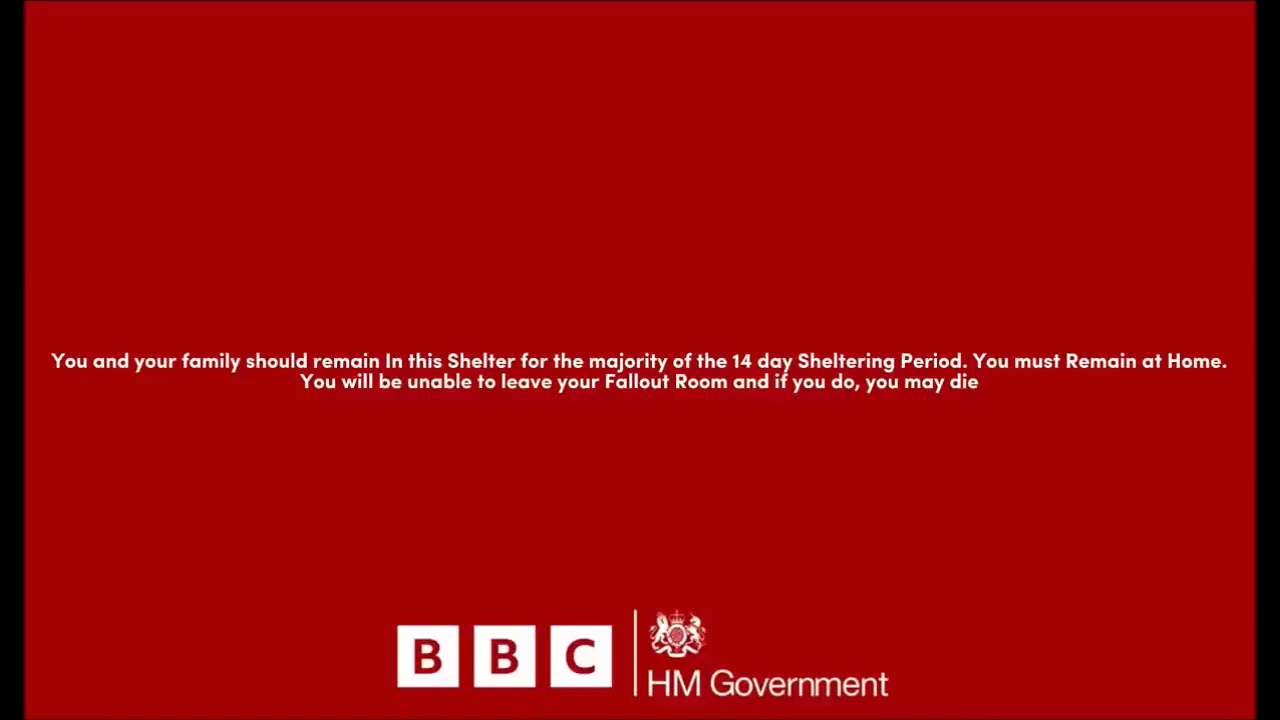 You and your family should remain In this Shelter for the majority of the 14 day Sheltering Period. You must Remain at Home.
You will be unable to leave your Fallout Room and if you do, you may die
BBC
HM Government